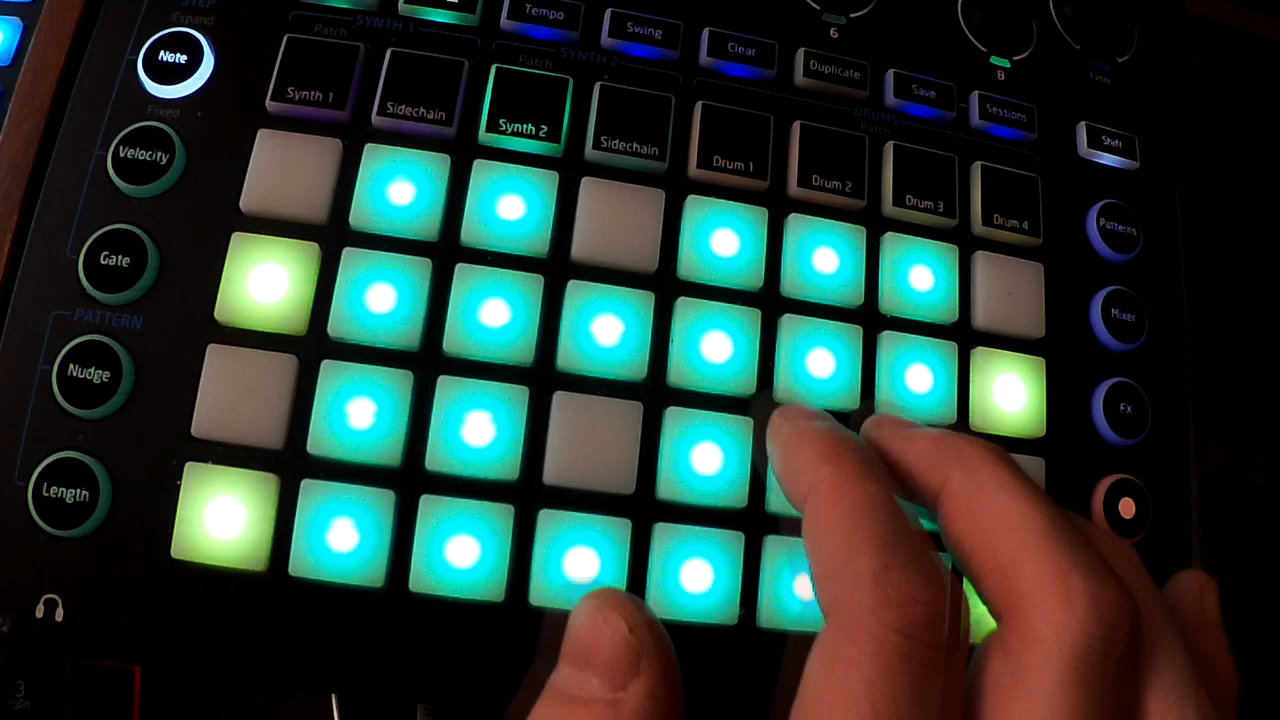 STEP
Expand
Note
Fixed
Velocity
Gate
PATTERN
Nudge
Length
SYNTH 1
Patch
Synth 1
Sidechain
SYNTH 2
Patch
Synth 2
Sidechain
Tempo
Swing
Clear
Duplicate
Save
Sessions
6
8
DRUMS
Patch
Drum 1
Drum 2
Drum 3
Drum 4
Shift
Patterns
Mixer
FX
3